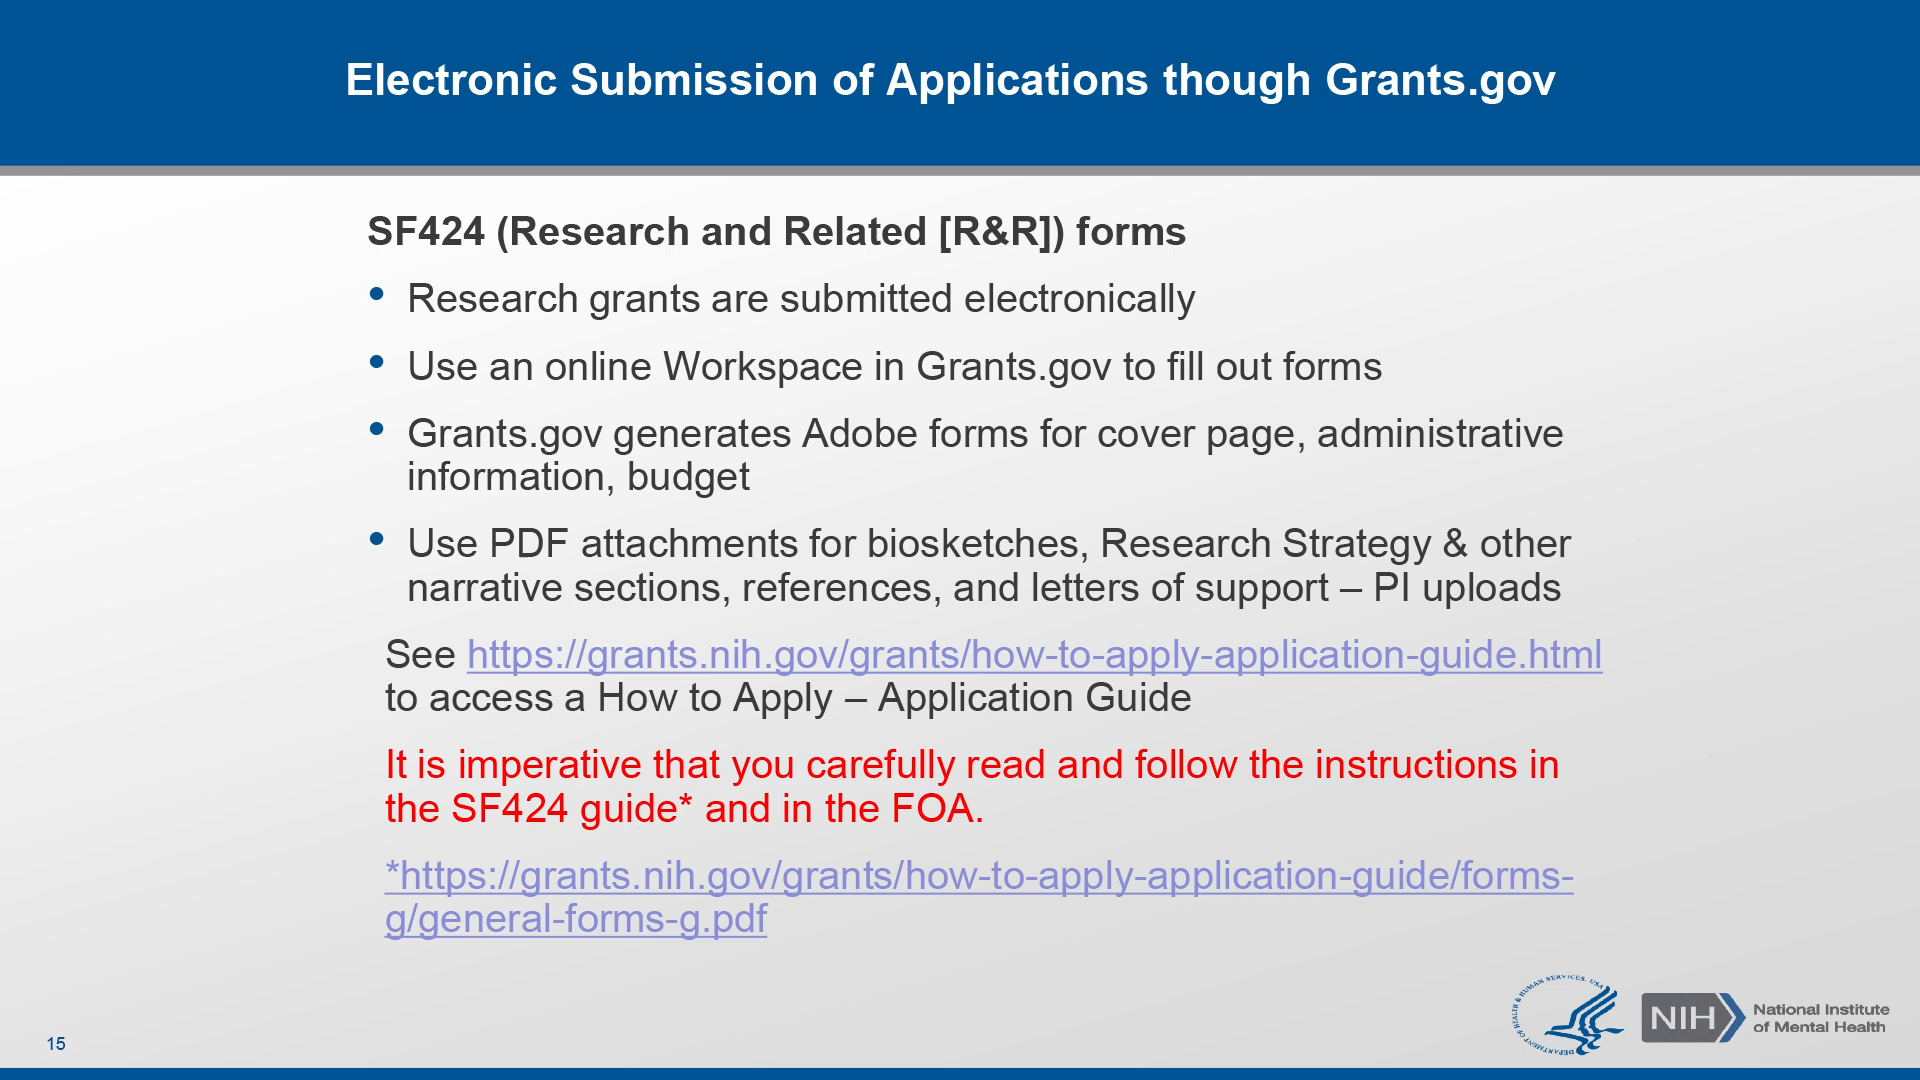 Electronic Submission of Applications though Grants.gov
SF424 (Research and Related [R&R]) forms
• Research grants are submitted electronically
• Use an online Workspace in Grants.gov to fill out forms
• Grants.gov generates Adobe forms for cover page, administrative
information, budget
• Use PDF attachments for biosketches, Research Strategy & other
narrative sections, references, and letters of support – PI uploads
See https://grants.nih.gov/grants/how-to-apply-application-guide.html
to access a How to Apply – Application Guide
It is imperative that you carefully read and follow the instructions in
the SF424 guide* and in the FOA.
*https://grants.nih.gov/grants/how-to-apply-application-guide/forms-
g/general-forms-g.pdf
DEPARTMENT OF HEALTH & HUMAN SERVICES. USA
NIH
National Institute
of Mental Health
15